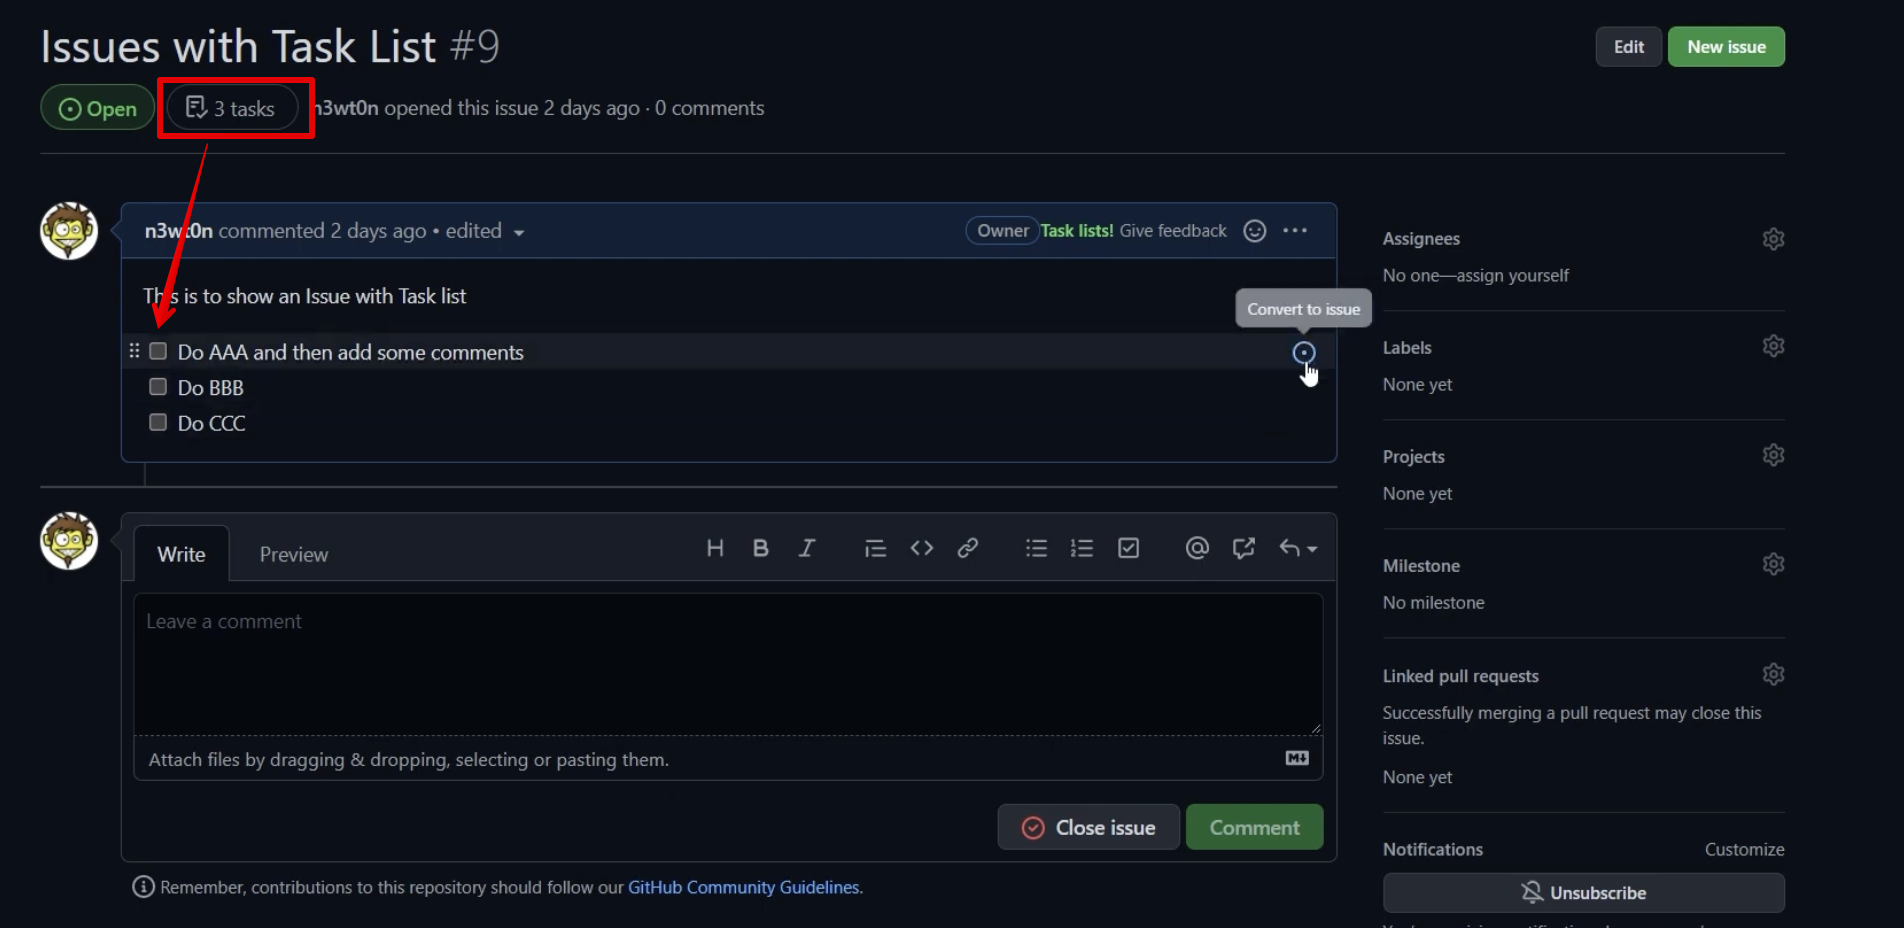 Issues with Task List #9
Edit
New issue
Open
3 tasks
n3wt0n opened this issue 2 days ago · 0 comments
n3wt0n commented 2 days ago • edited
Owner
Task lists! Give feedback
This is to show an Issue with Task list
Convert to issue
Do AAA and then add some comments
Do BBB
Do CCC
Write
Preview
Leave a comment
Attach files by dragging & dropping, selecting or pasting them.
Close issue
Comment
Remember, contributions to this repository should follow our GitHub Community Guidelines.
Assignees
No one—assign yourself
Labels
None yet
Projects
None yet
Milestone
No milestone
Linked pull requests
Successfully merging a pull request may close this
issue.
None yet
Notifications
Customize
Unsubscribe